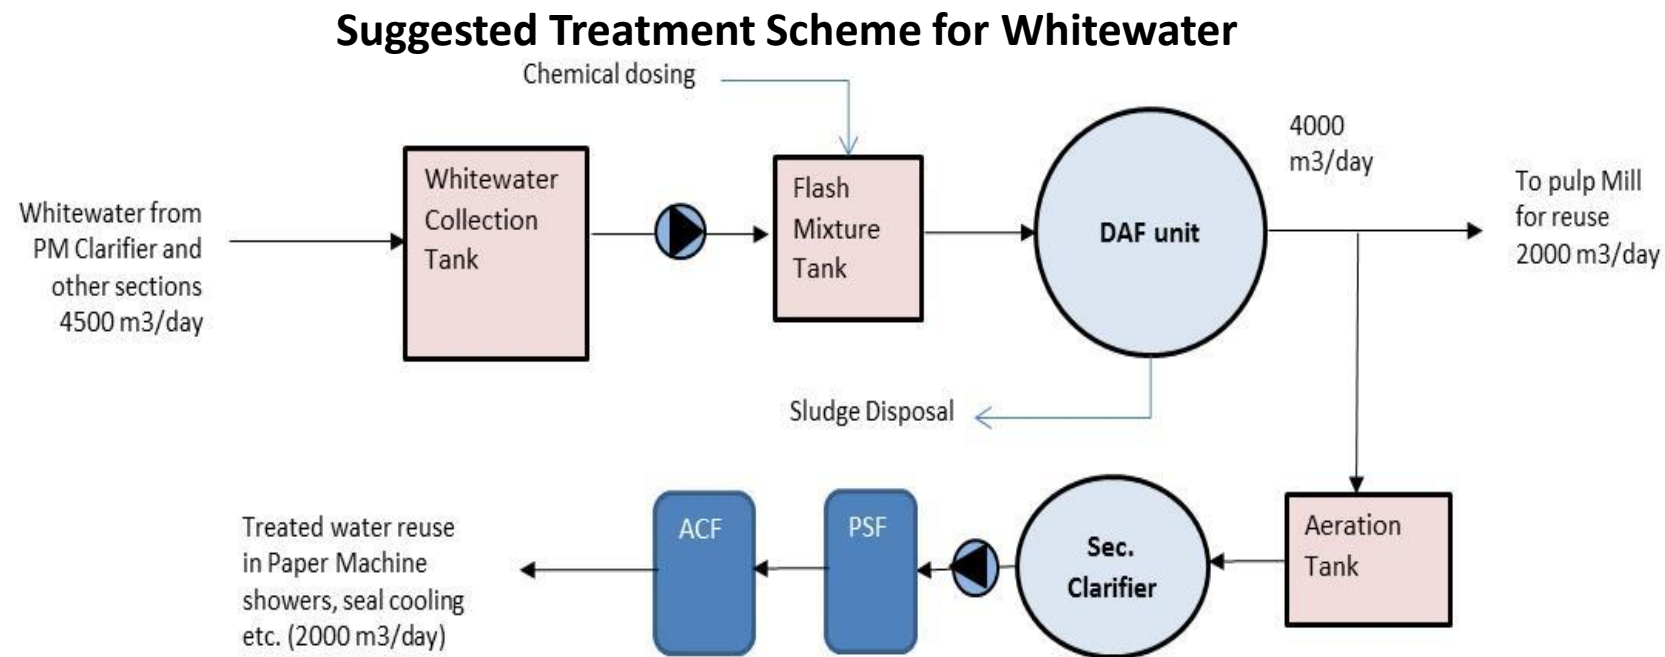 Suggested Treatment Scheme for Whitewater
Chemical dosing
Whitewater from
PM Clarifier and
other sections
4500 m3/day
Whitewater
Collection
Tank
Flash
Mixture
Tank
DAF unit
4000
m3/day
To pulp Mill
for reuse
2000 m3/day
Sludge Disposal
Aeration
Tank
Sec.
Clarifier
PSF
ACF
Treated water reuse
in Paper Machine
showers, seal cooling
etc. (2000 m3/day)